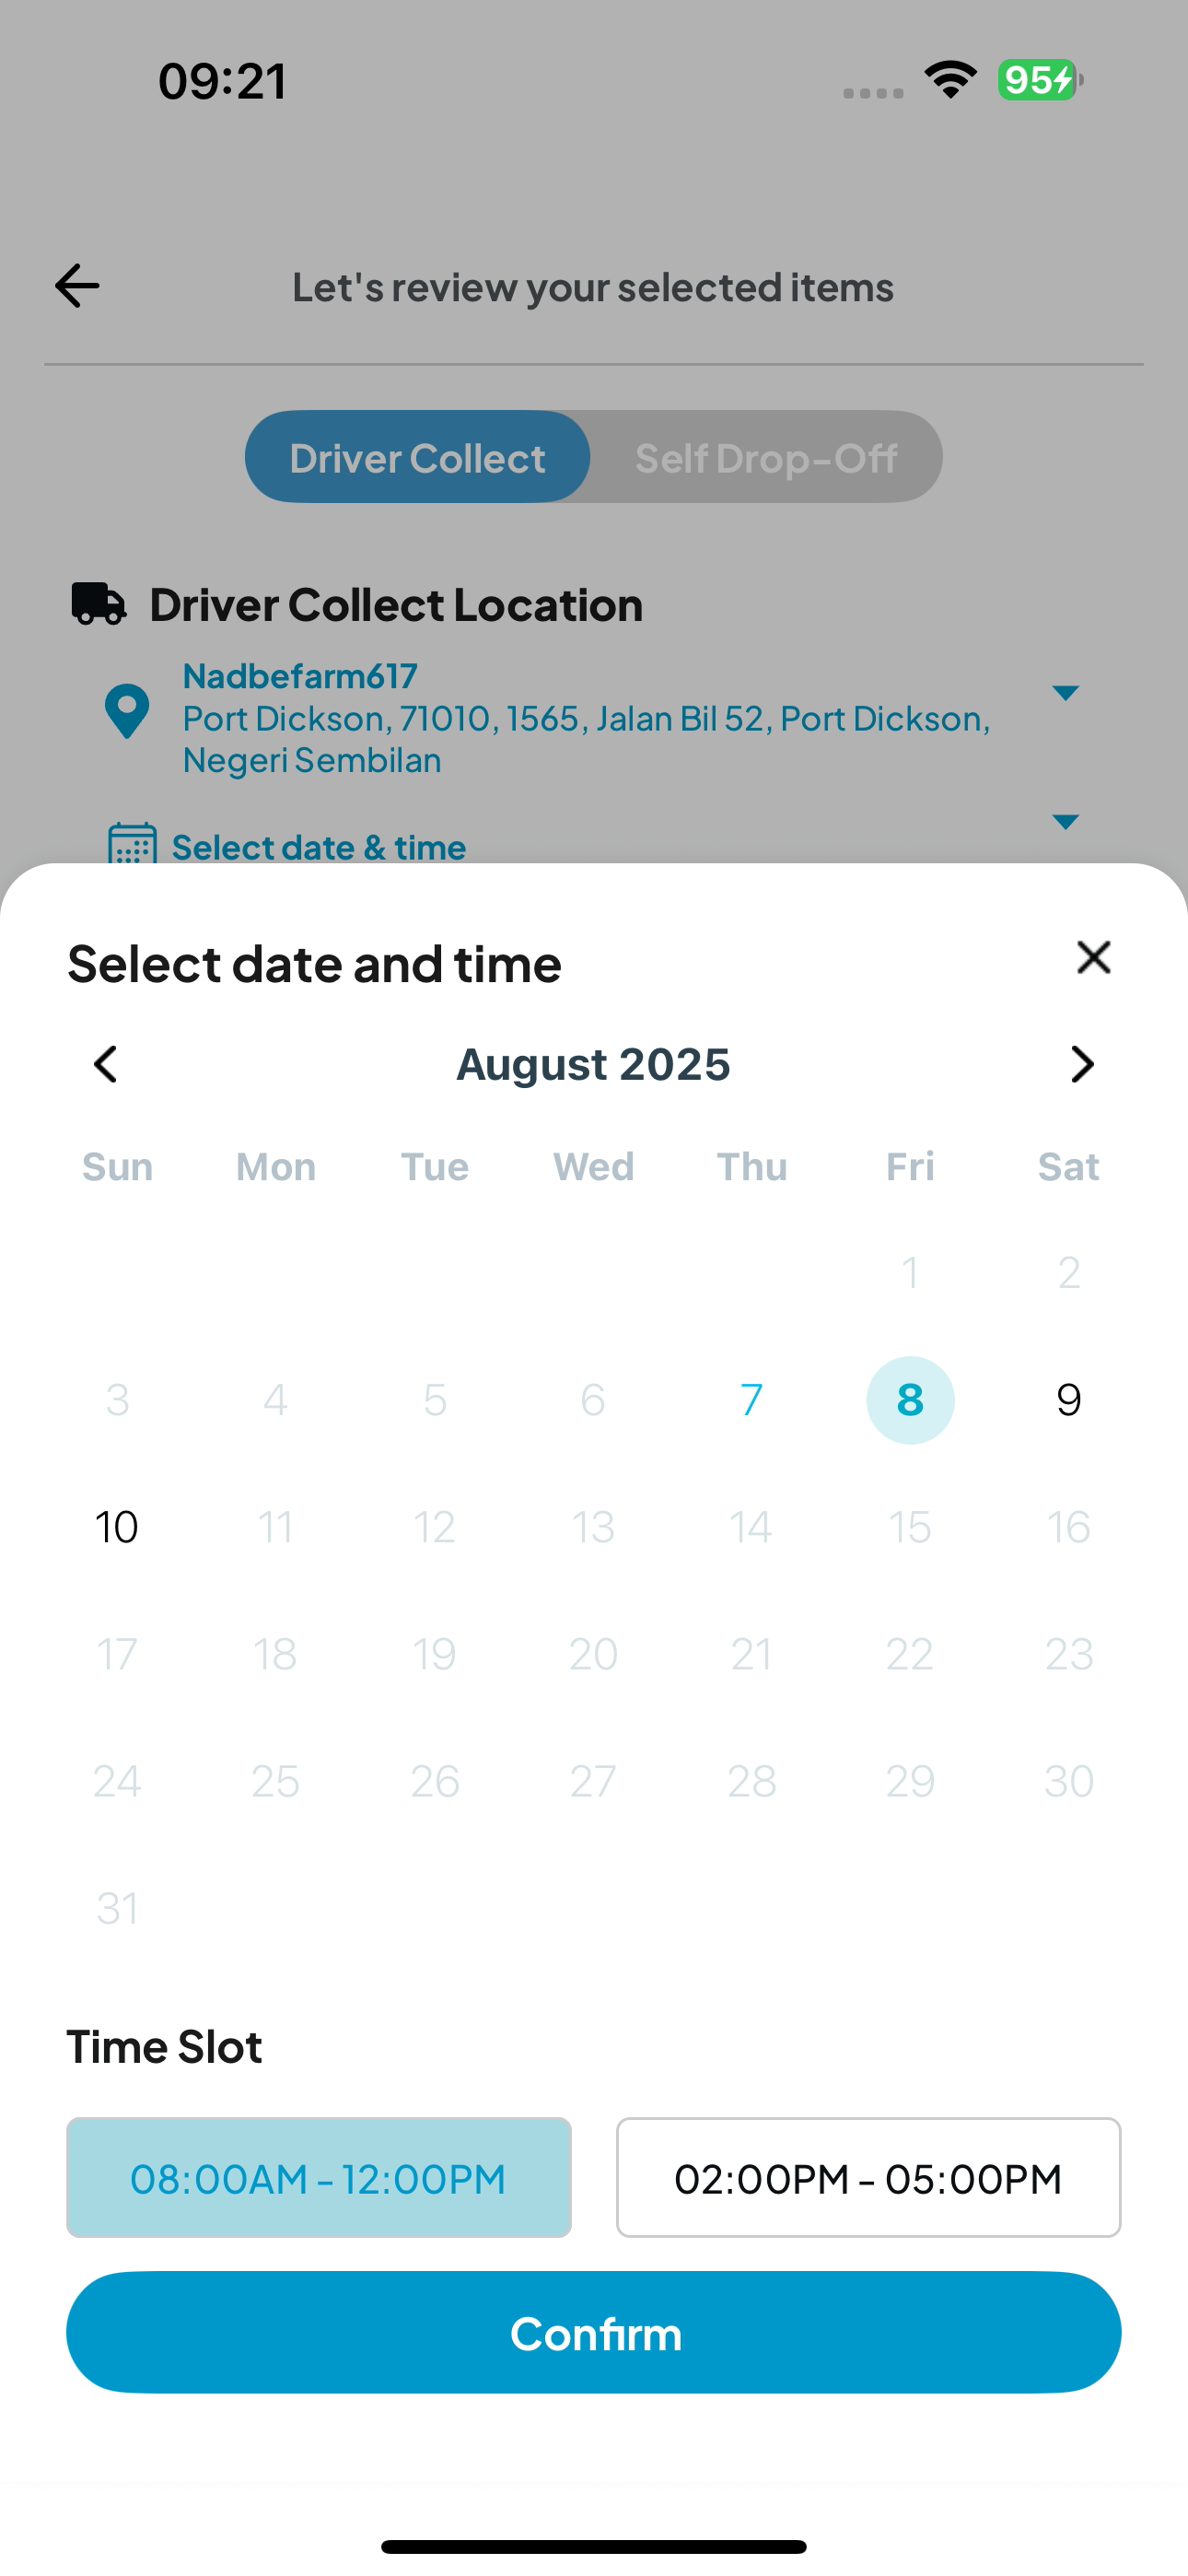 09:21
95
Let's review your selected items
Driver Collect Self Drop-Off
Driver Collect Location
Nadbefarm617
Port Dickson, 71010, 1565, Jalan Bil 52, Port Dickson,
Negeri Sembilan
Select date & time
Select date and time
August 2025
Sun Mon Tue Wed Thu Fri Sat
1 2
3 4 5 6 7 8 9
10 11 12 13 14 15 16
17 18 19 20 21 22 23
24 25 26 27 28 29 30
31
Time Slot
08:00AM - 12:00PM 02:00PM - 05:00PM
Confirm